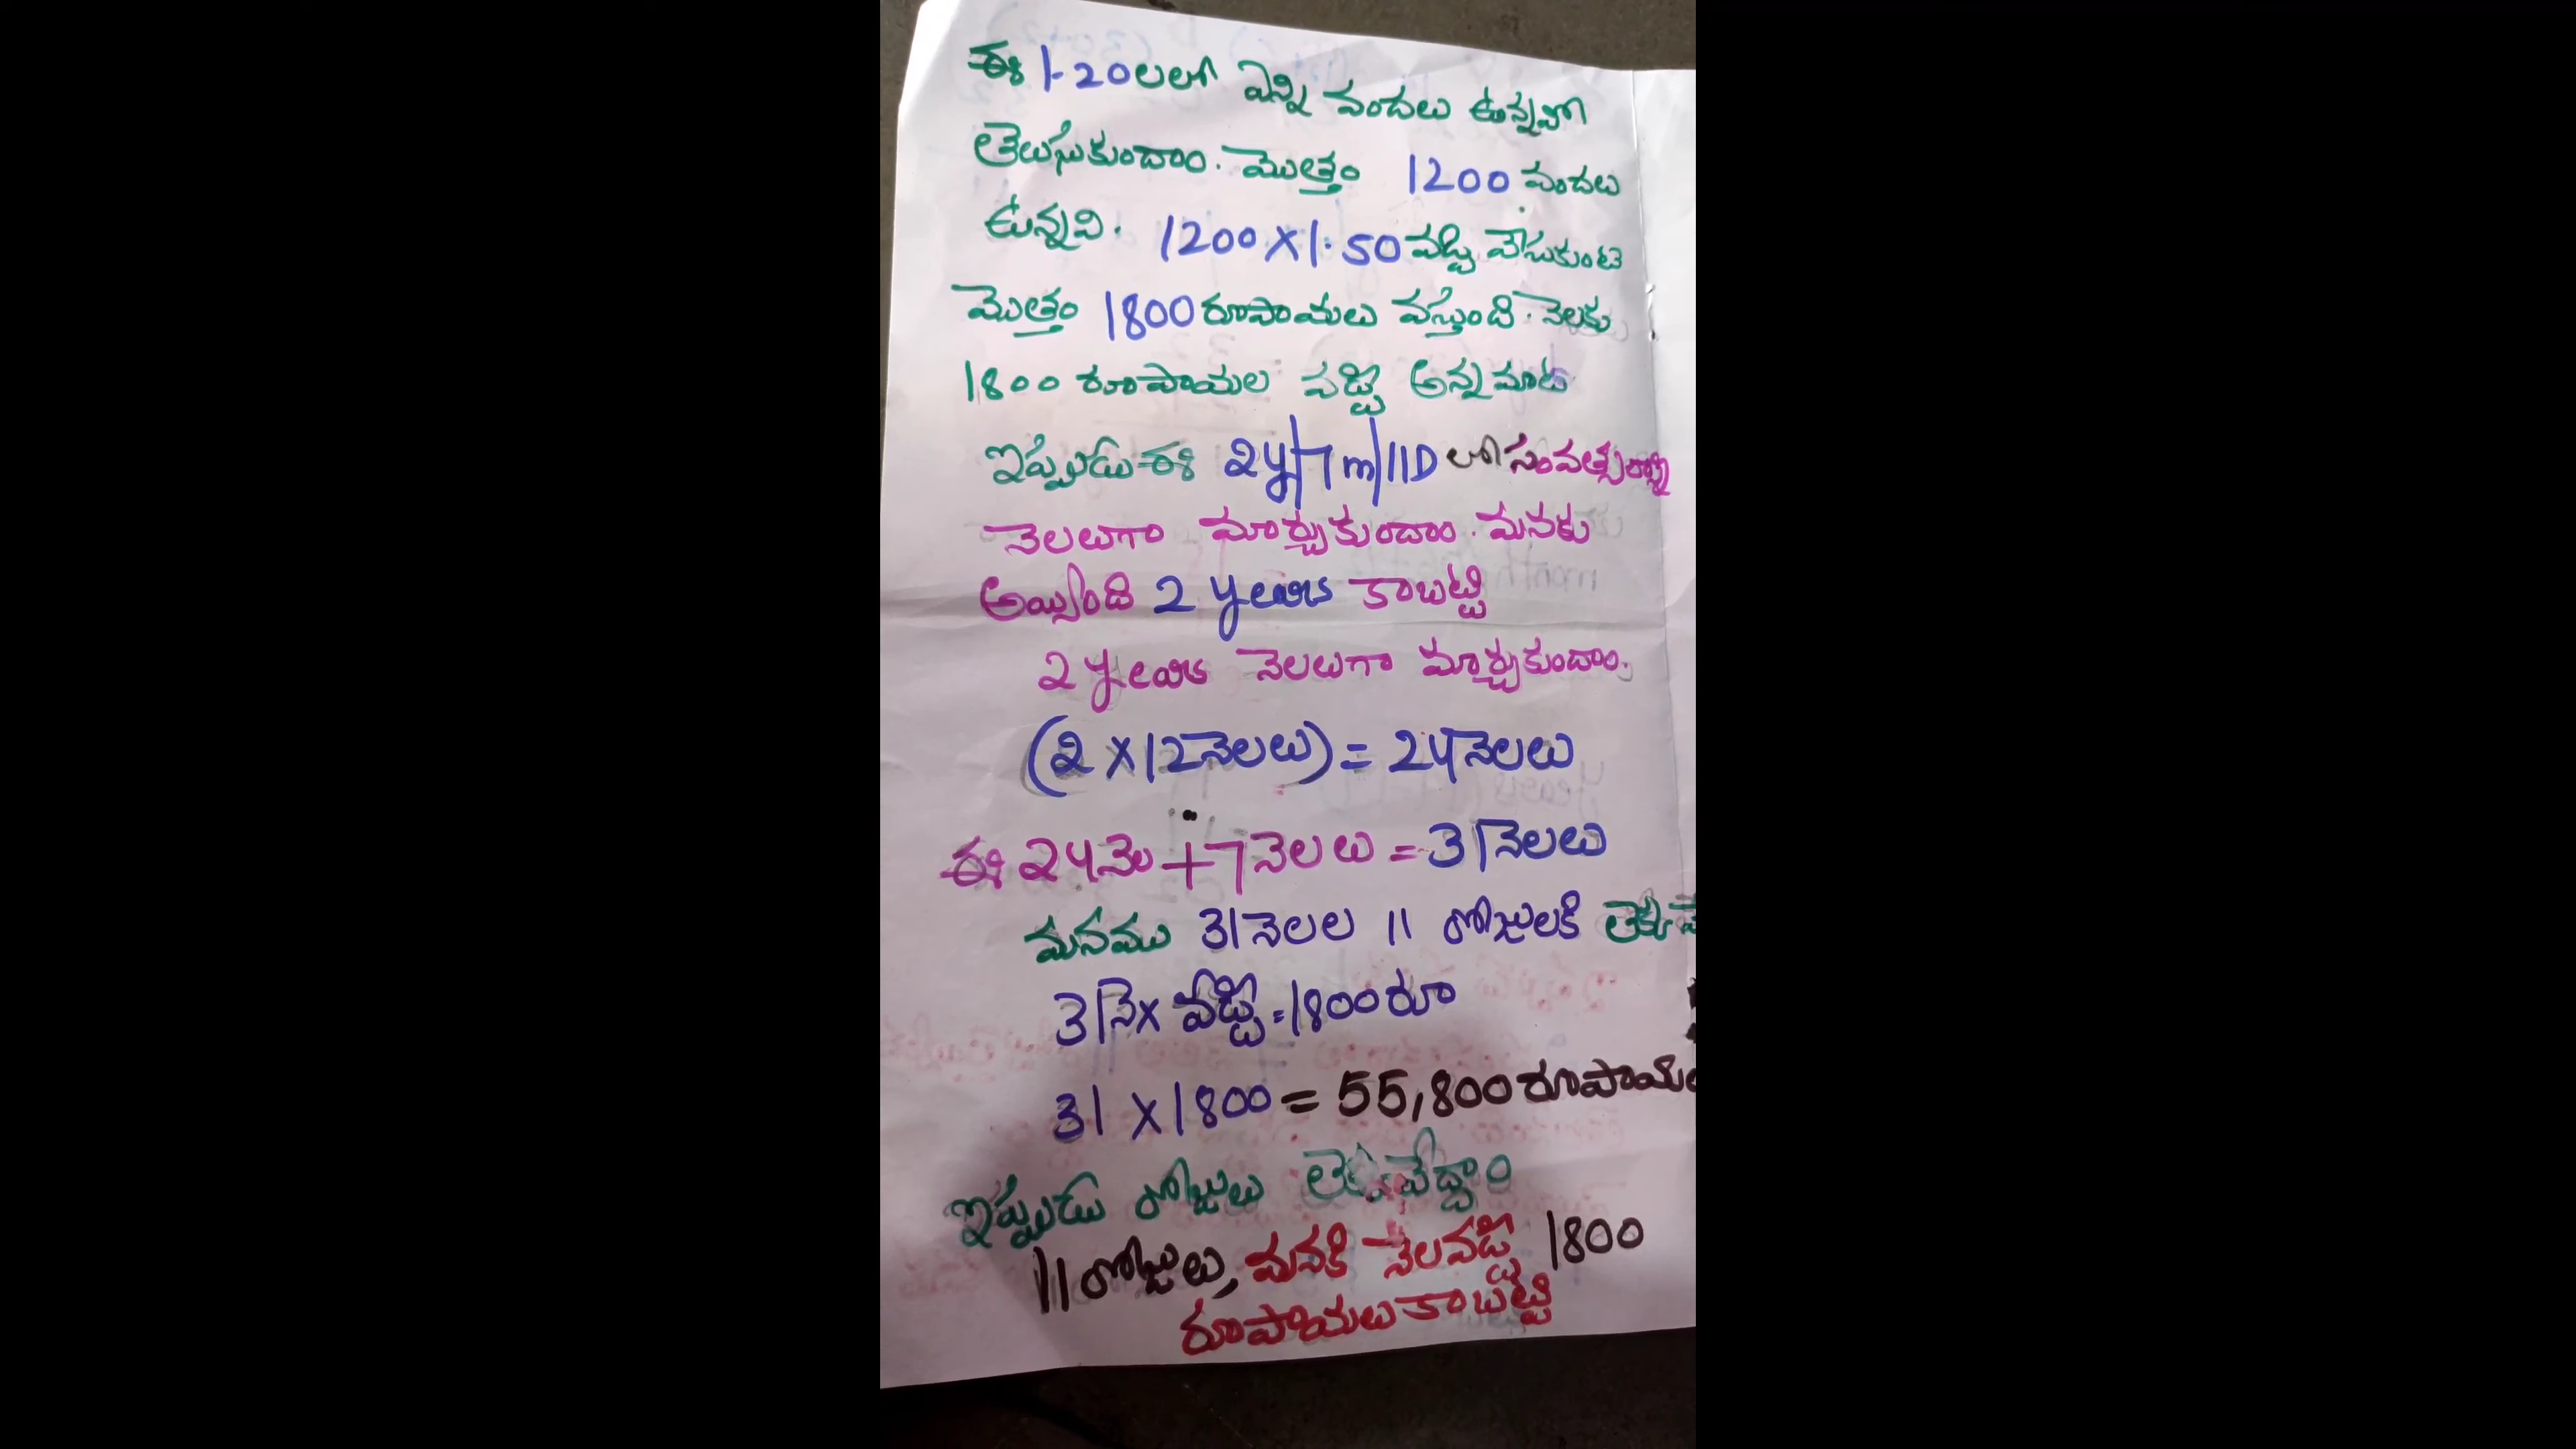 ఈ 1-20లలో ఎన్ని వందలు ఉన్నవో
తెలుసుకుందాం. మొత్తం 1200 వందలు
ఉన్నవి. 1200X1.50 వడ్డి వేసుకుంటె
మొత్తం 1800 రూపాయలు వస్తుంది. నెలకు
1800 రూపాయల వడ్డి అన్నమాట
ఇప్పుడు ఈ 2y/7m/11D లో సంవత్సరాన్ని
నెలలుగా మార్చుకుందాం. మనకు
అయ్యింది 2 years కాబట్టి
2 years నెలలుగా మార్చుకుందాం.
(2 X 12 నెలలు) = 24 నెలలు
ఈ 24 నెల + 7 నెలలు = 31 నెలలు
మనము 31 నెలల 11 రోజులకి
31 నె x వడ్డి = 1800 రూ
31 X 1800 = 55,800 రూపాయల
ఇప్పుడు రోజులు లెక్కవేద్దాం
11 రోజులు, మనకి నెలవడ్డి 1800
రూపాయలు కాబట్టి